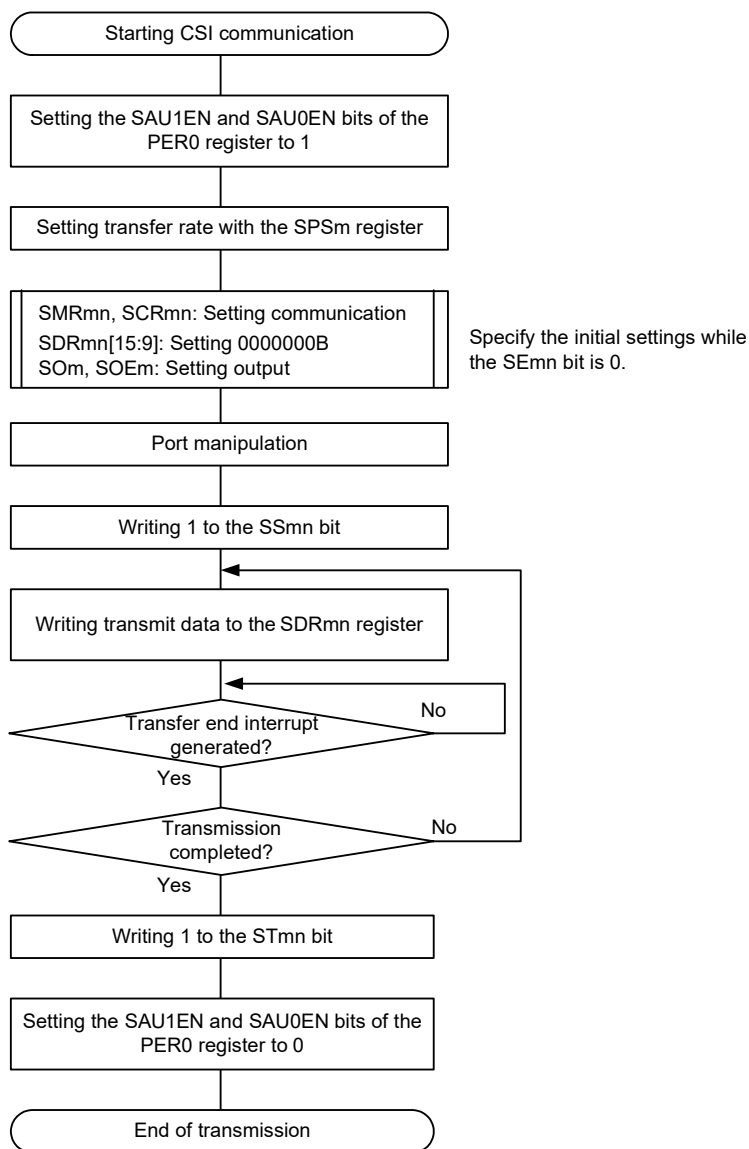 Starting CSI communication
Setting the SAU1EN and SAU0EN bits of the
PER0 register to 1
Setting transfer rate with the SPSm register
SMRmn, SCRmn: Setting communication
SDRmn[15:9]: Setting 0000000B
SOm, SOEm: Setting output
Specify the initial settings while
the SEmn bit is 0.
Port manipulation
Writing 1 to the SSmn bit
Writing transmit data to the SDRmn register
Transfer end interrupt
generated?
No
Yes
Transmission
completed?
No
Yes
Writing 1 to the STmn bit
Setting the SAU1EN and SAU0EN bits of the
PER0 register to 0
End of transmission